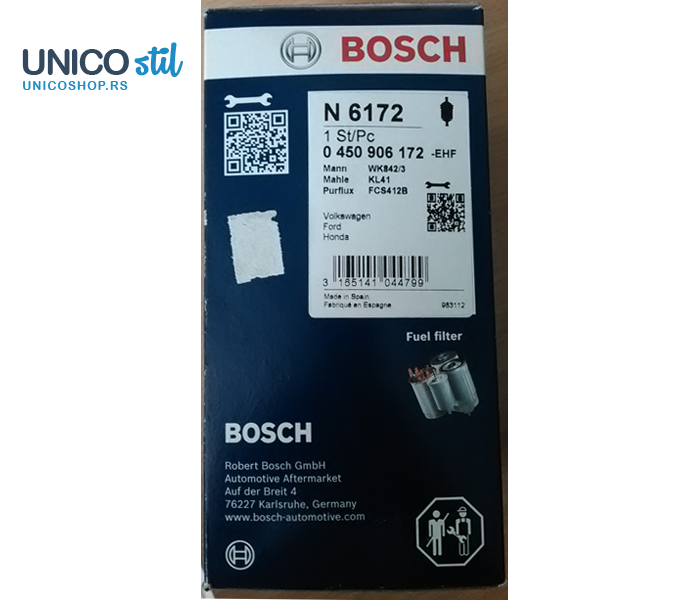 UNICO stil
UNICOSHOP.RS
BOSCH
N 6172
1 St/Pc
0 450 906 172 -EHF
Mann WK842/3
Mahle KL41
Purflux FCS412B
Volkswagen
Ford
Honda
3 165141 044799
Made in Spain
Fabriqué en Espagne 983112
Fuel filter
BOSCH
Robert Bosch GmbH
Automotive Aftermarket
Auf der Breit 4
76227 Karlsruhe, Germany
www.bosch-automotive.com